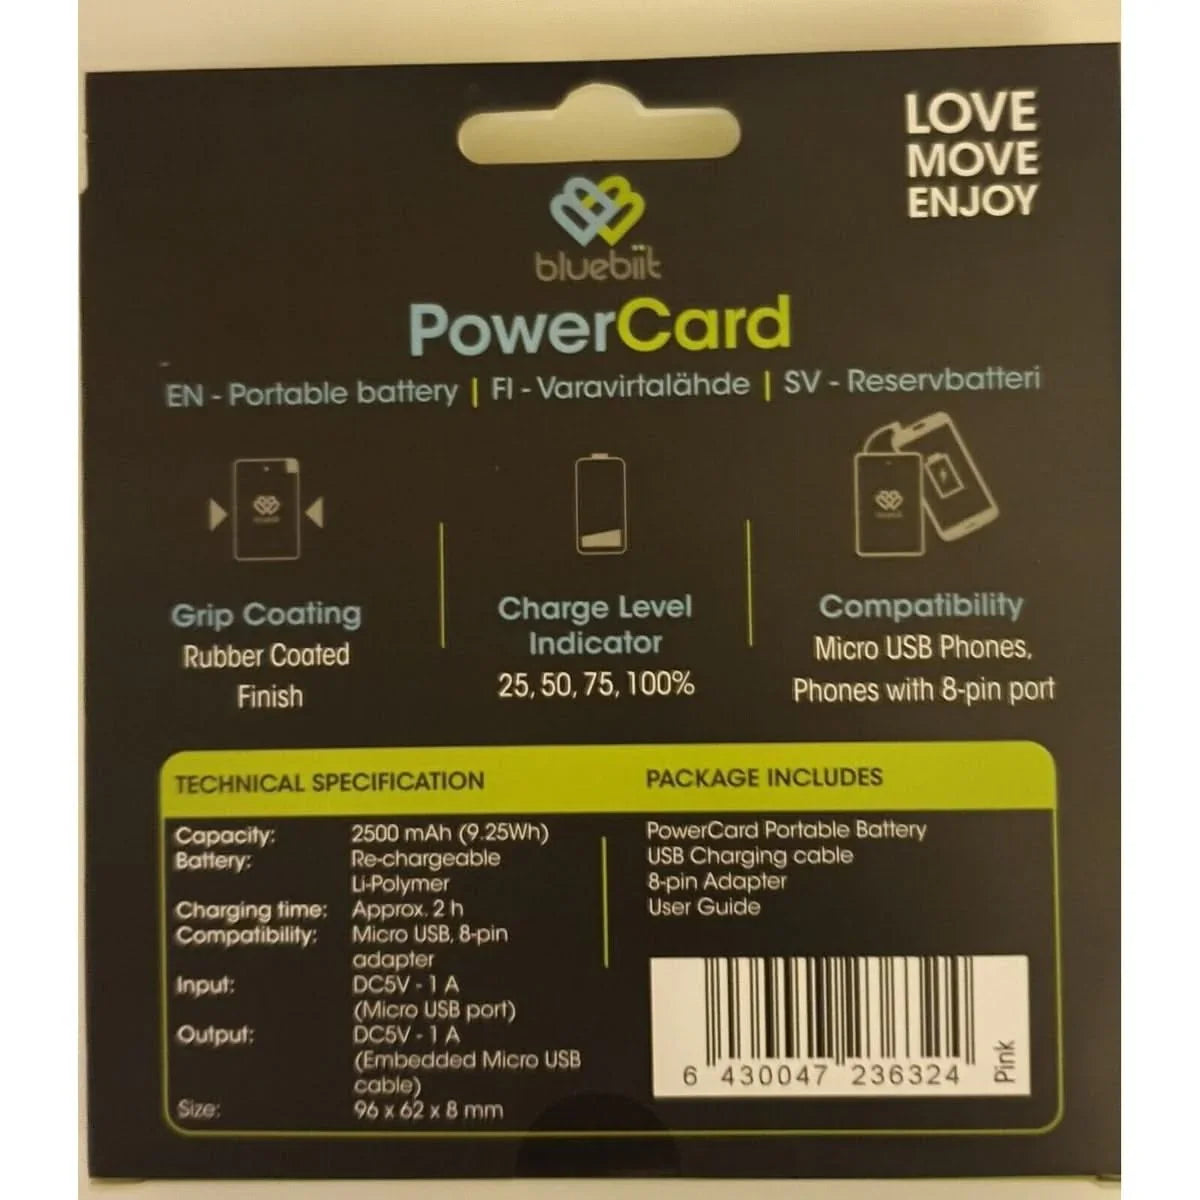 LOVE
MOVE
ENJOY
bluebiit
PowerCard
EN - Portable battery | FI - Varavirtalähde | SV - Reservbatteri
Grip Coating
Rubber Coated
Finish
Charge Level
Indicator
25, 50, 75, 100%
Compatibility
Micro USB Phones,
Phones with 8-pin port
TECHNICAL SPECIFICATION
Capacity: 2500 mAh (9.25Wh)
Battery: Re-chargeable
Li-Polymer
Charging time: Approx. 2 h
Compatibility: Micro USB, 8-pin
adapter
Input: DC5V - 1 A
(Micro USB port)
Output: DC5V - 1 A
(Embedded Micro USB
cable)
Size: 96 x 62 x 8 mm
PACKAGE INCLUDES
PowerCard Portable Battery
USB Charging cable
8-pin Adapter
User Guide
6 430047 236324
Pink